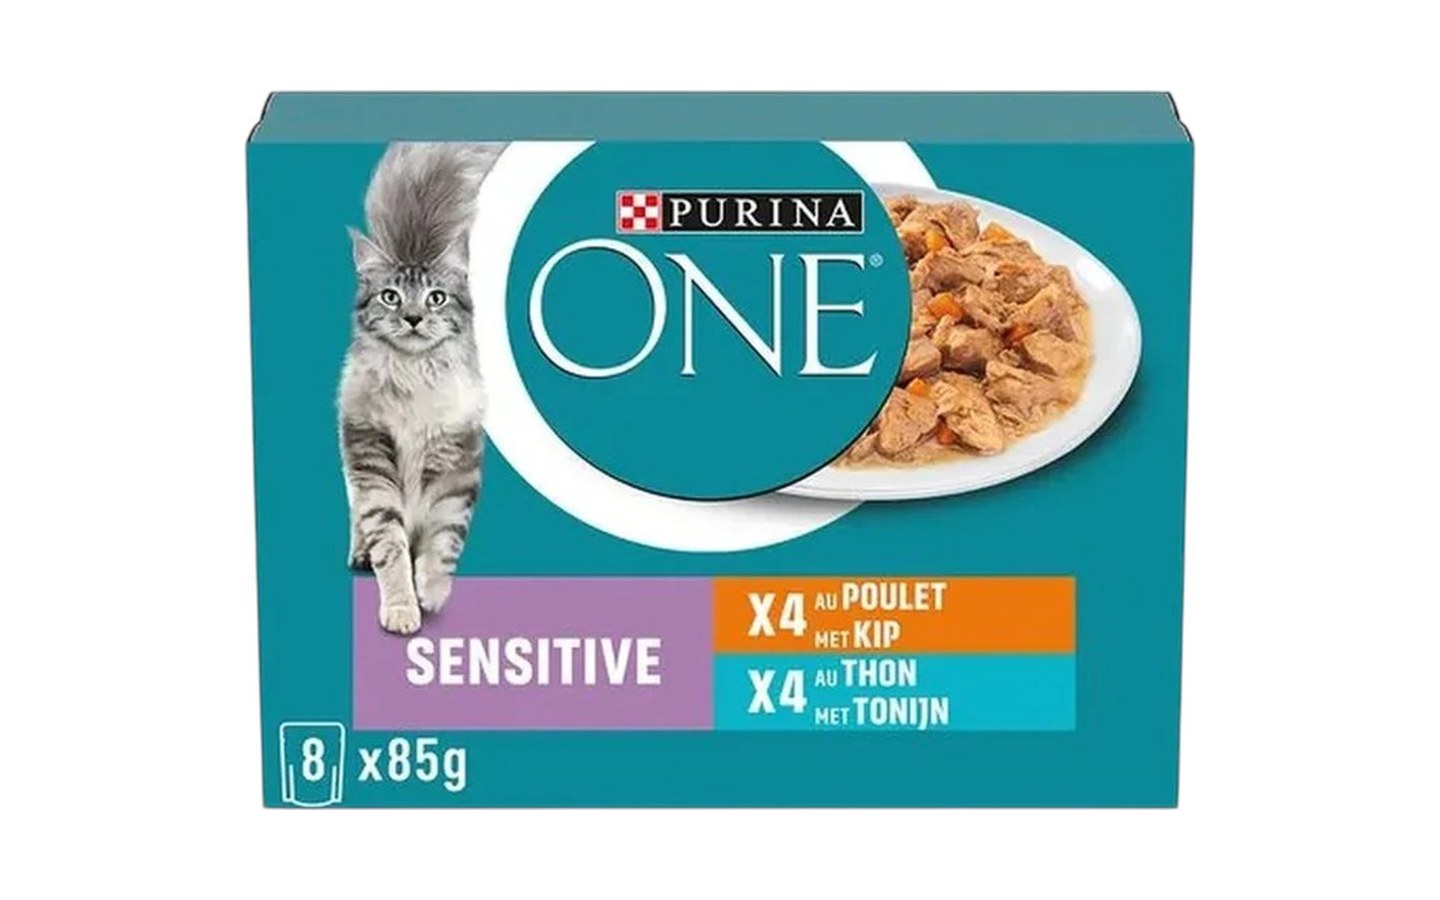 PURINA
ONE®
SENSITIVE
X4 AU POULET
MET KIP
X4 AU THON
MET TONIJN
8 x85g